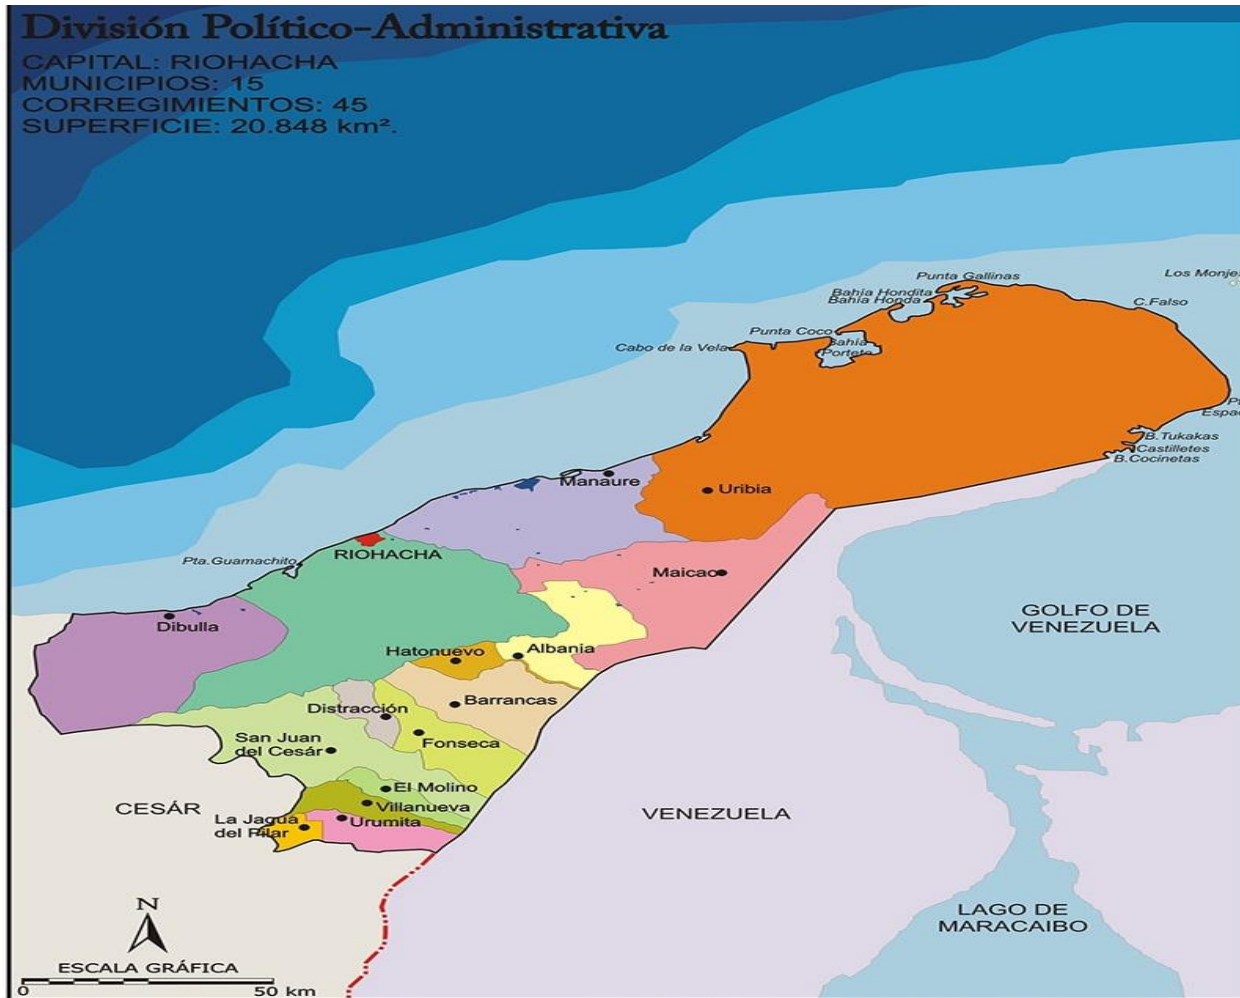 División Político-Administrativa
CAPITAL: RIOHACHA
MUNICIPIOS: 15
CORREGIMIENTOS: 45
SUPERFICIE: 20.848 km².
Punta Gallinas
Los Monje
Bahía Hondita
Bahía Honda
C.Falso
Punta Coco
Cabo de la Vela
Bahía
Portete
Espa
B.Tukakas
Castilletes
B.Cocinetas
Manaure
Uribia
RIOHACHA
Pta.Guamachito
Maicao
Dibulla
GOLFO DE
VENEZUELA
Hatonuevo
Albania
Barrancas
Distracción
Fonseca
San Juan
del Cesár
El Molino
CESÁR
Villanueva
VENEZUELA
La Jagua
del Pilar
Urumita
N
LAGO DE
MARACAIBO
ESCALA GRÁFICA
0
50 km